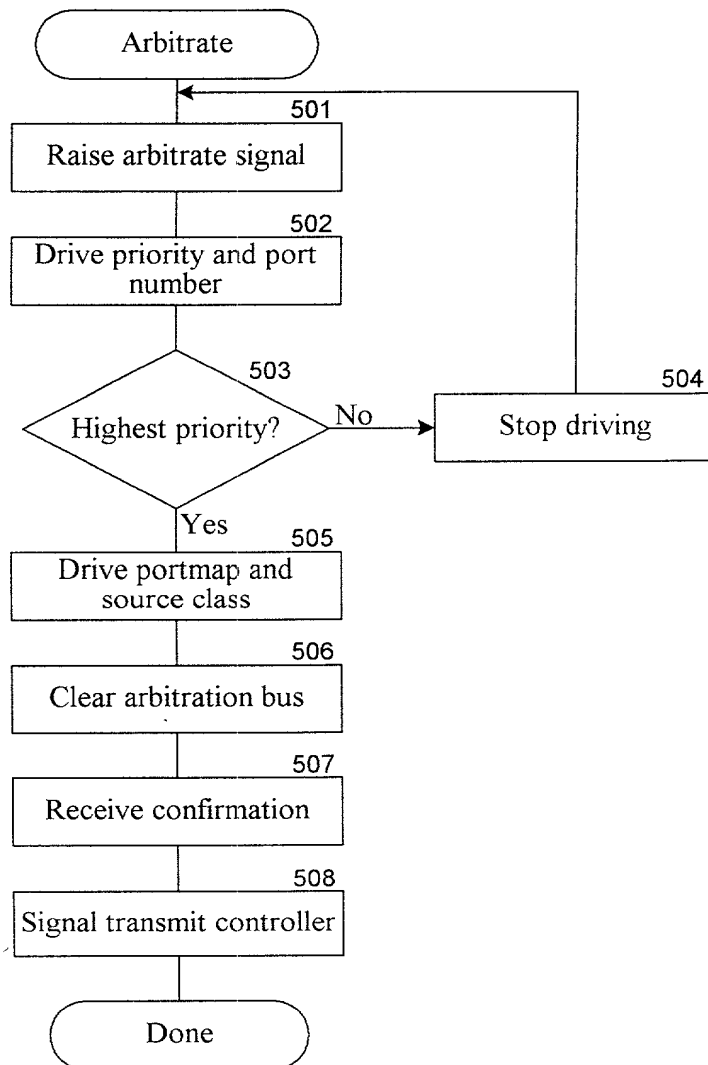 Arbitrate
501
Raise arbitrate signal
502
Drive priority and port
number
503
Highest priority?
No
504
Stop driving
Yes
505
Drive portmap and
source class
506
Clear arbitration bus
507
Receive confirmation
508
Signal transmit controller
Done